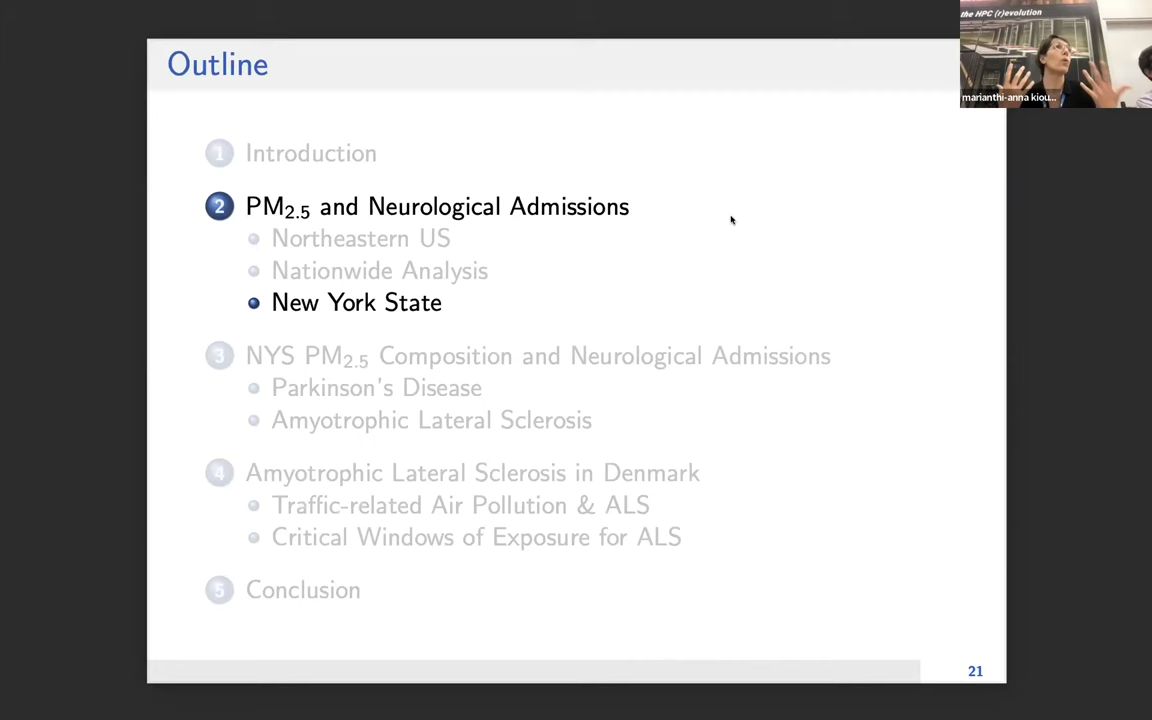 Outline
the HPC (r)evolution
marianthi-anna kiou...
1 Introduction
2 PM2.5 and Neurological Admissions
Northeastern US
Nationwide Analysis
New York State
3 NYS PM2.5 Composition and Neurological Admissions
Parkinson's Disease
Amyotrophic Lateral Sclerosis
4 Amyotrophic Lateral Sclerosis in Denmark
Traffic-related Air Pollution & ALS
Critical Windows of Exposure for ALS
5 Conclusion
21